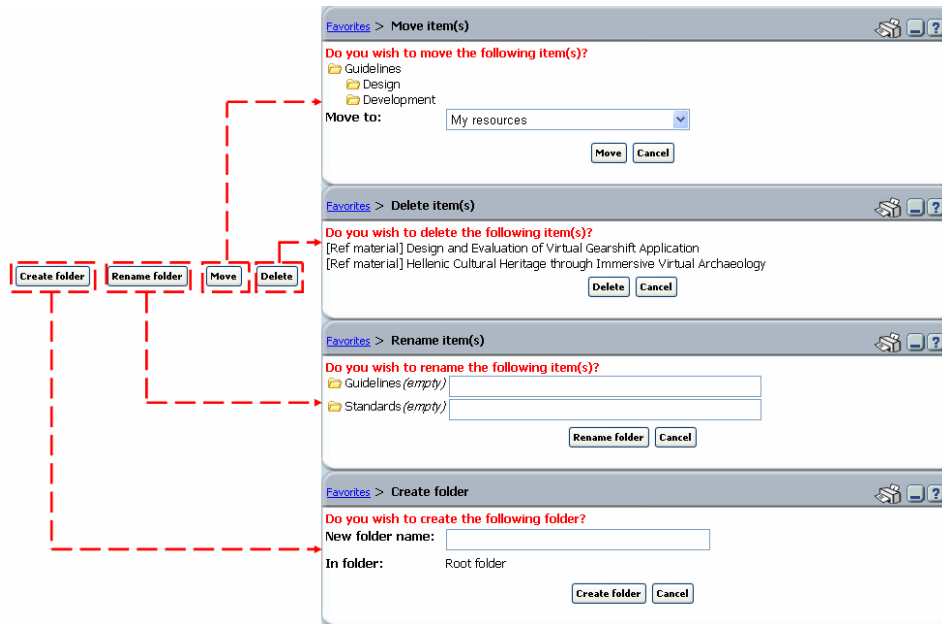 Favorites > Move item(s)
?
Do you wish to move the following item(s)?
Guidelines
Design
Development
Move to: My resources
Move Cancel
Favorites > Delete item(s)
?
Do you wish to delete the following item(s)?
[Ref material] Design and Evaluation of Virtual Gearshift Application
[Ref material] Hellenic Cultural Heritage through Immersive Virtual Archaeology
Delete Cancel
Create folder Rename folder Move Delete
Favorites > Rename item(s)
?
Do you wish to rename the following item(s)?
Guidelines (empty)
Standards (empty)
Rename folder Cancel
Favorites > Create folder
?
Do you wish to create the following folder?
New folder name:
In folder: Root folder
Create folder Cancel